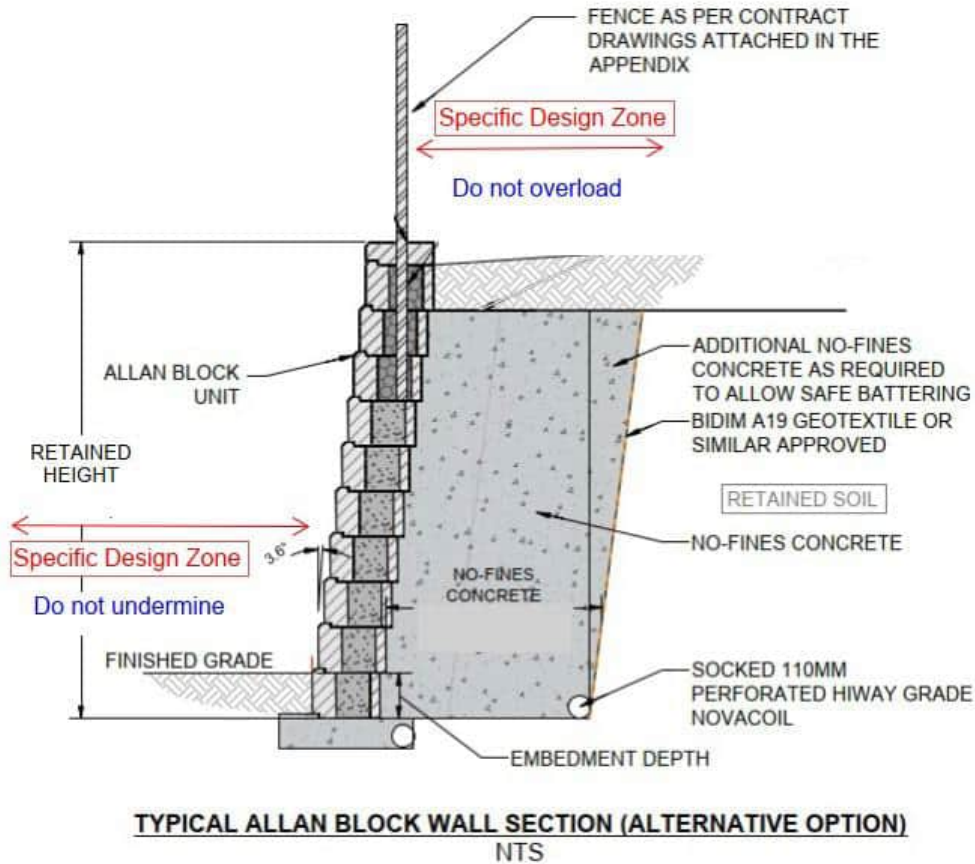 FENCE AS PER CONTRACT
DRAWINGS ATTACHED IN THE
APPENDIX
Specific Design Zone
Do not overload
ALLAN BLOCK
UNIT
ADDITIONAL NO-FINES
CONCRETE AS REQUIRED
TO ALLOW SAFE BATTERING
BIDIM A19 GEOTEXTILE OR
SIMILAR APPROVED
RETAINED
HEIGHT
RETAINED SOIL
Specific Design Zone
3.6°
NO-FINES CONCRETE
Do not undermine
NO-FINES
CONCRETE
FINISHED GRADE
SOCKED 110MM
PERFORATED HIWAY GRADE
NOVACOIL
EMBEDMENT DEPTH
TYPICAL ALLAN BLOCK WALL SECTION (ALTERNATIVE OPTION)
NTS